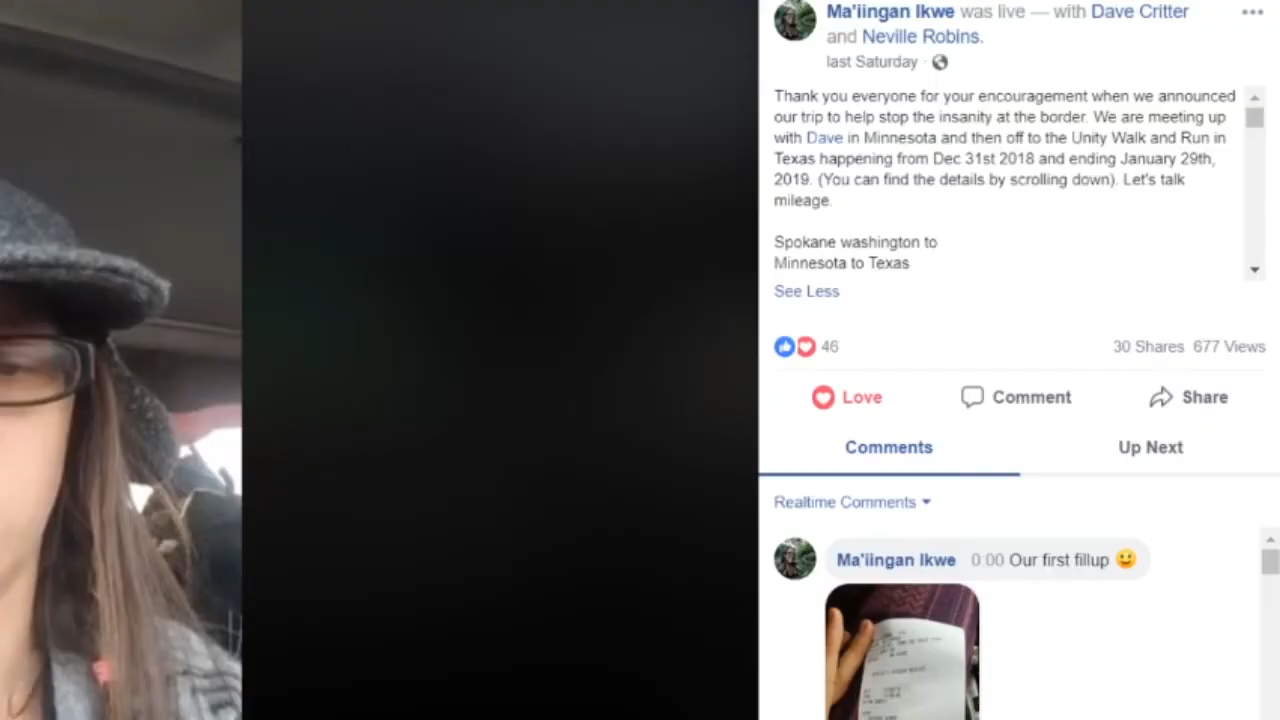 Ma'iingan Ikwe was live — with Dave Critter
and Neville Robins.
last Saturday ·
Thank you everyone for your encouragement when we announced
our trip to help stop the insanity at the border. We are meeting up
with Dave in Minnesota and then off to the Unity Walk and Run in
Texas happening from Dec 31st 2018 and ending January 29th,
2019. (You can find the details by scrolling down). Let's talk
mileage.
Spokane washington to
Minnesota to Texas
See Less
46 30 Shares 677 Views
Love Comment Share
Comments Up Next
Realtime Comments
Ma'iingan Ikwe 0:00 Our first fillup 🙂